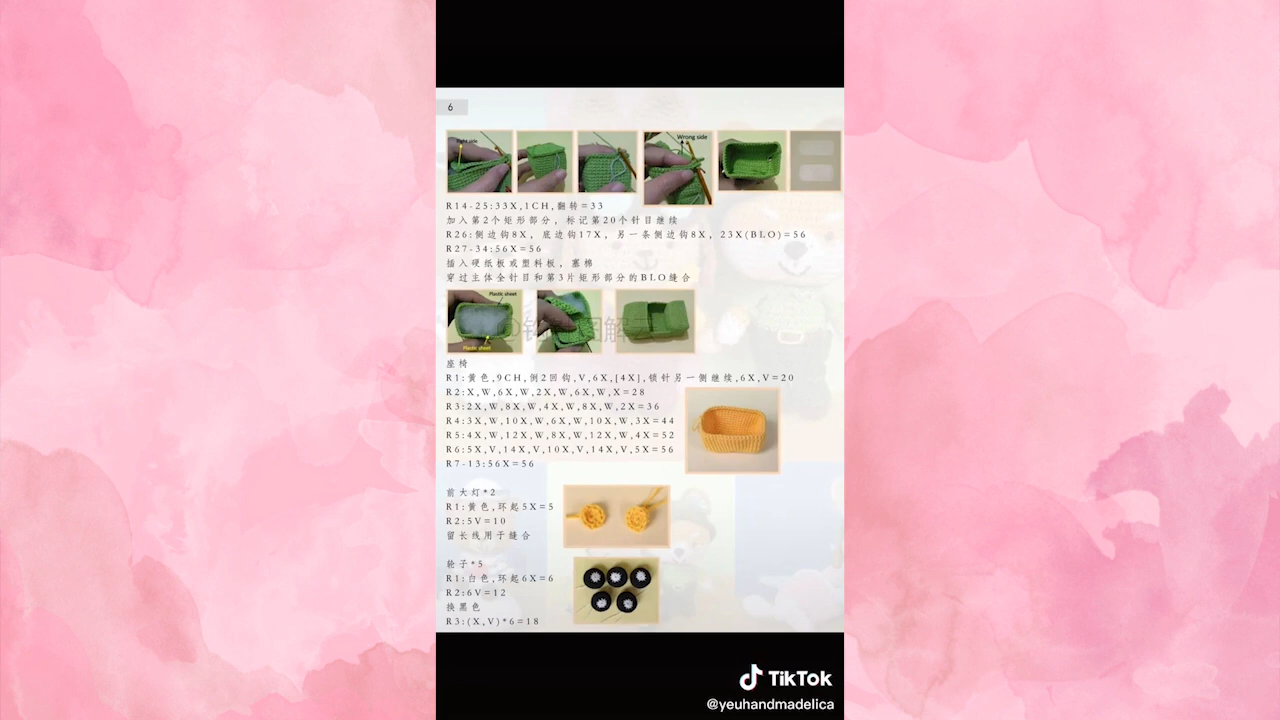 6
Right side
Wrong side
R14-25:33X,1CH,翻转=33
加入第2个矩形部分，标记第20个针目继续
R26:侧边钩8X，底边钩17X，另一条侧边钩8X，23X(BLO)=56
R27-34:56X=56
插入硬纸板或塑料板，塞棉
穿过主体全针目和第3片矩形部分的BLO缝合
Plastic sheet
Plastic sheet
图解
座椅
R1:黄色,9CH,倒2回钩,V,6X,[4X],锁针另一侧继续,6X,V=20
R2:X,W,6X,W,2X,W,6X,W,X=28
R3:2X,W,8X,W,4X,W,8X,W,2X=36
R4:3X,W,10X,W,6X,W,10X,W,3X=44
R5:4X,W,12X,W,8X,W,12X,W,4X=52
R6:5X,V,14X,V,10X,V,14X,V,5X=56
R7-13:56X=56
前大灯*2
R1:黄色,环起5X=5
R2:5V=10
留长线用于缝合
轮子*5
R1:白色,环起6X=6
R2:6V=12
换黑色
R3:(X,V)*6=18
TikTok
@yeuhandmadelica